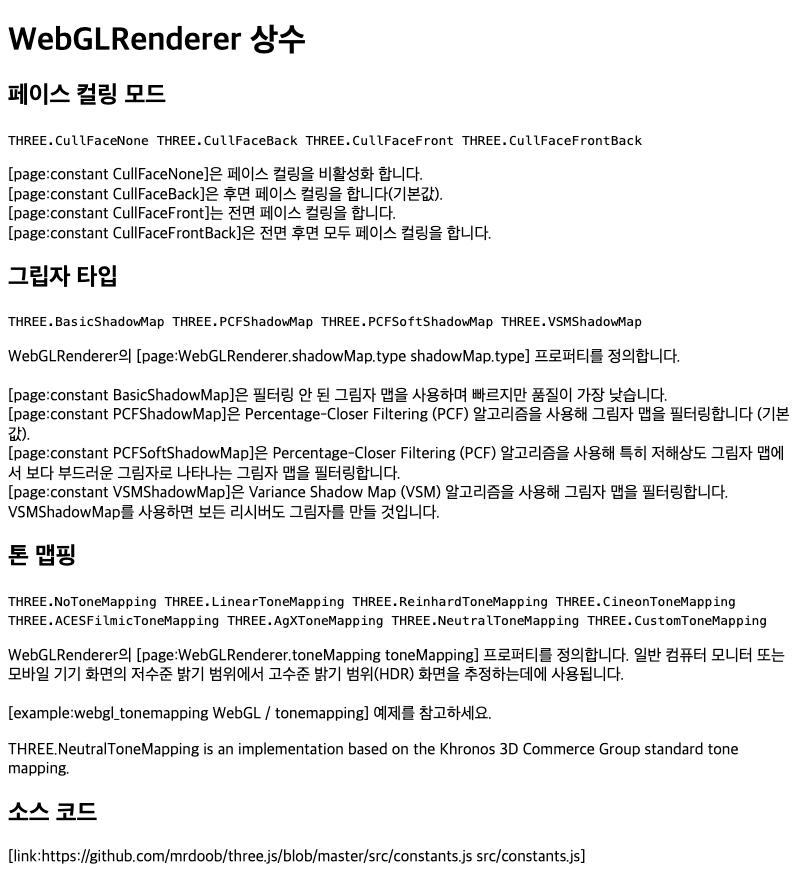 WebGLRenderer 상수
페이스 컬링 모드
THREE.CullFaceNone THREE.CullFaceBack THREE.CullFaceFront THREE.CullFaceFrontBack
[page:constant CullFaceNone]은 페이스 컬링을 비활성화 합니다.
[page:constant CullFaceBack]은 후면 페이스 컬링을 합니다(기본값).
[page:constant CullFaceFront]는 전면 페이스 컬링을 합니다.
[page:constant CullFaceFrontBack]은 전면 후면 모두 페이스 컬링을 합니다.
그립자 타입
THREE.BasicShadowMap THREE.PCFShadowMap THREE.PCFSoftShadowMap THREE.VSMShadowMap
WebGLRenderer의 [page:WebGLRenderer.shadowMap.type shadowMap.type] 프로퍼티를 정의합니다.
[page:constant BasicShadowMap]은 필터링 안 된 그림자 맵을 사용하며 빠르지만 품질이 가장 낮습니다.
[page:constant PCFShadowMap]은 Percentage-Closer Filtering (PCF) 알고리즘을 사용해 그림자 맵을 필터링합니다 (기본
값).
[page:constant PCFSoftShadowMap]은 Percentage-Closer Filtering (PCF) 알고리즘을 사용해 특히 저해상도 그림자 맵에
서 보다 부드러운 그림자로 나타나는 그림자 맵을 필터링합니다.
[page:constant VSMShadowMap]은 Variance Shadow Map (VSM) 알고리즘을 사용해 그림자 맵을 필터링합니다.
VSMShadowMap를 사용하면 보든 리시버도 그림자를 만들 것입니다.
톤 맵핑
THREE.NoToneMapping THREE.LinearToneMapping THREE.ReinhardToneMapping THREE.CineonToneMapping
THREE.ACESFilmicToneMapping THREE.AgXToneMapping THREE.NeutralToneMapping THREE.CustomToneMapping
WebGLRenderer의 [page:WebGLRenderer.toneMapping toneMapping] 프로퍼티를 정의합니다. 일반 컴퓨터 모니터 또는
모바일 기기 화면의 저수준 밝기 범위에서 고수준 밝기 범위(HDR) 화면을 추정하는데에 사용됩니다.
[example:webgl_tonemapping WebGL / tonemapping] 예제를 참고하세요.
THREE.NeutralToneMapping is an implementation based on the Khronos 3D Commerce Group standard tone
mapping.
소스 코드
[link:https://github.com/mrdoob/three.js/blob/master/src/constants.js src/constants.js]